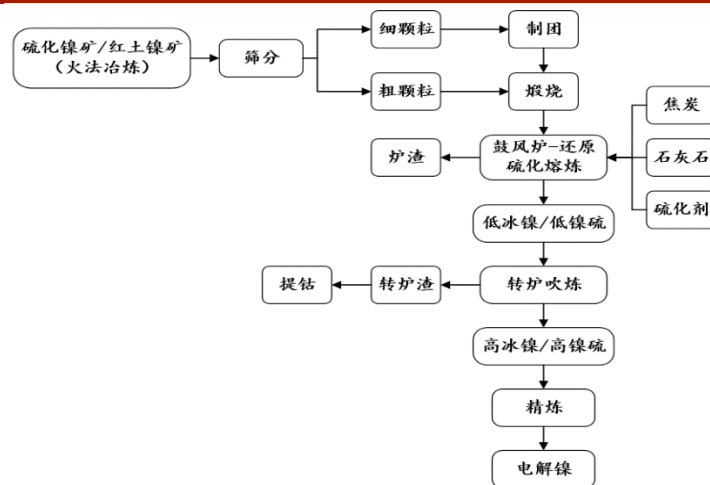 硫化镍矿/红土镍矿
（火法冶炼）
筛分
细颗粒
制团
粗颗粒
煅烧
焦炭
石灰石
硫化剂
炉渣
鼓风炉-还原
硫化熔炼
低冰镍/低镍硫
提钴
转炉渣
转炉吹炼
高冰镍/高镍硫
精炼
电解镍